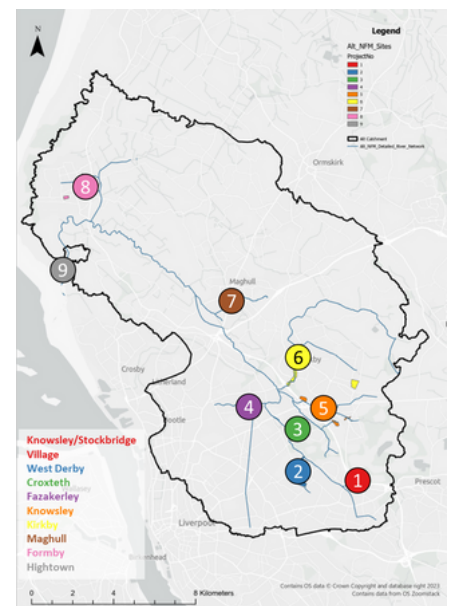 N
Legend
Alt_NFM_Sites
ProjectNo
1
2
3
4
5
6
7
8
9
Alt Catchment
Alt_NFM_Detailed_River_Network
Ormskirk
8
9
Maghull
7
6
Crosby
4
5
3
2
1
Prescot
Liverpool
Knowsley/Stockbridge
Village
West Derby
Croxteth
Fazakerley
Knowsley
Kirkby
Maghull
Formby
Hightown
0 2 4 8 Kilometers
Contains OS data © Crown Copyright and database right 2023
Contains data from OS Zoomstack